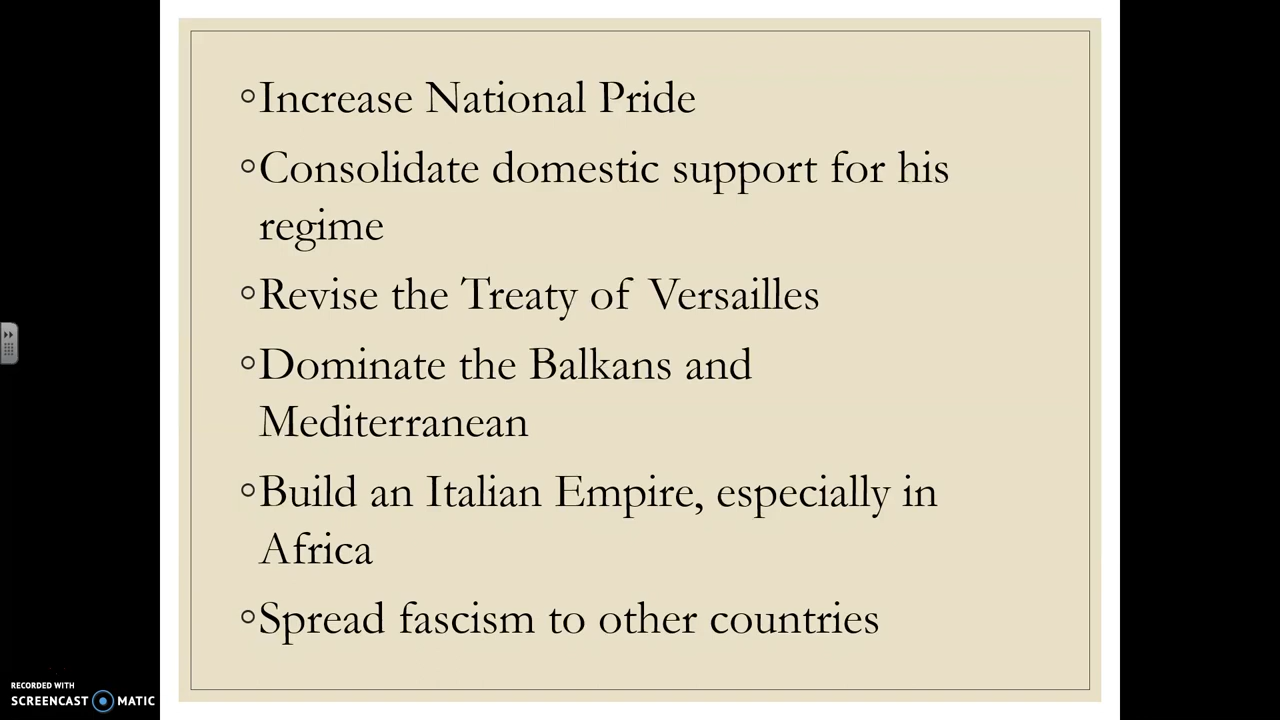 ◦Increase National Pride
◦Consolidate domestic support for his
regime
◦Revise the Treaty of Versailles
◦Dominate the Balkans and
Mediterranean
◦Build an Italian Empire, especially in
Africa
◦Spread fascism to other countries
RECORDED WITH
SCREENCAST MATIC